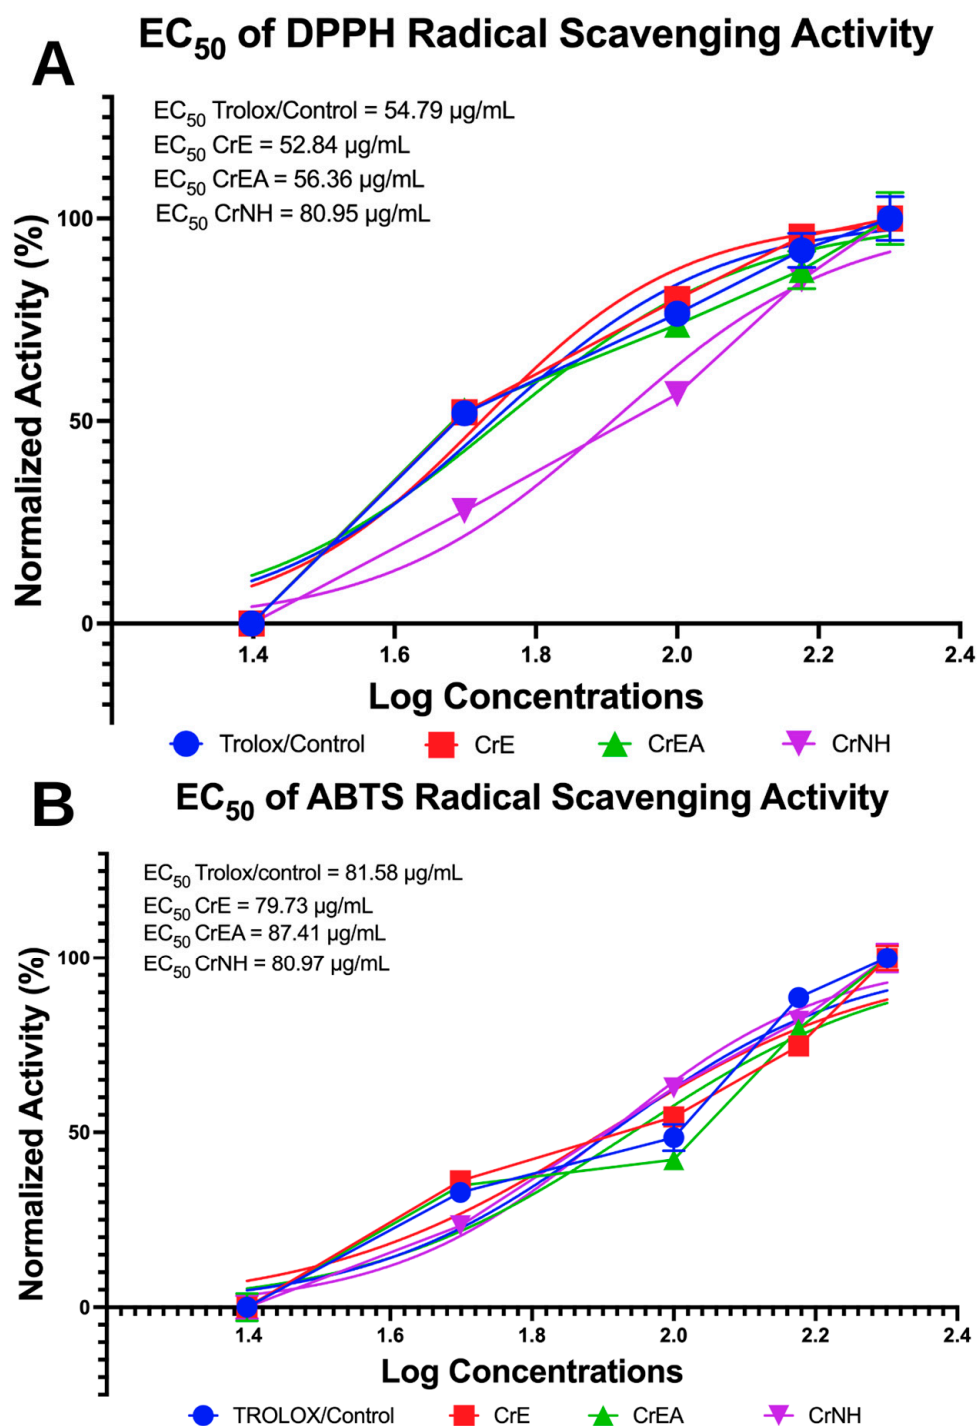 A
EC50 of DPPH Radical Scavenging Activity
EC50 Trolox/Control = 54.79 µg/mL
EC50 CrE = 52.84 µg/mL
EC50 CrEA = 56.36 µg/mL
EC50 CrNH = 80.95 µg/mL
Normalized Activity (%)
100
50
0
1.4 1.6 1.8 2.0 2.2 2.4
Log Concentrations
Trolox/Control CrE CrEA CrNH
B
EC50 of ABTS Radical Scavenging Activity
EC50 Trolox/control = 81.58 µg/mL
EC50 CrE = 79.73 µg/mL
EC50 CrEA = 87.41 µg/mL
EC50 CrNH = 80.97 µg/mL
Normalized Activity (%)
100
50
0
1.4 1.6 1.8 2.0 2.2 2.4
Log Concentrations
TROLOX/Control CrE CrEA CrNH